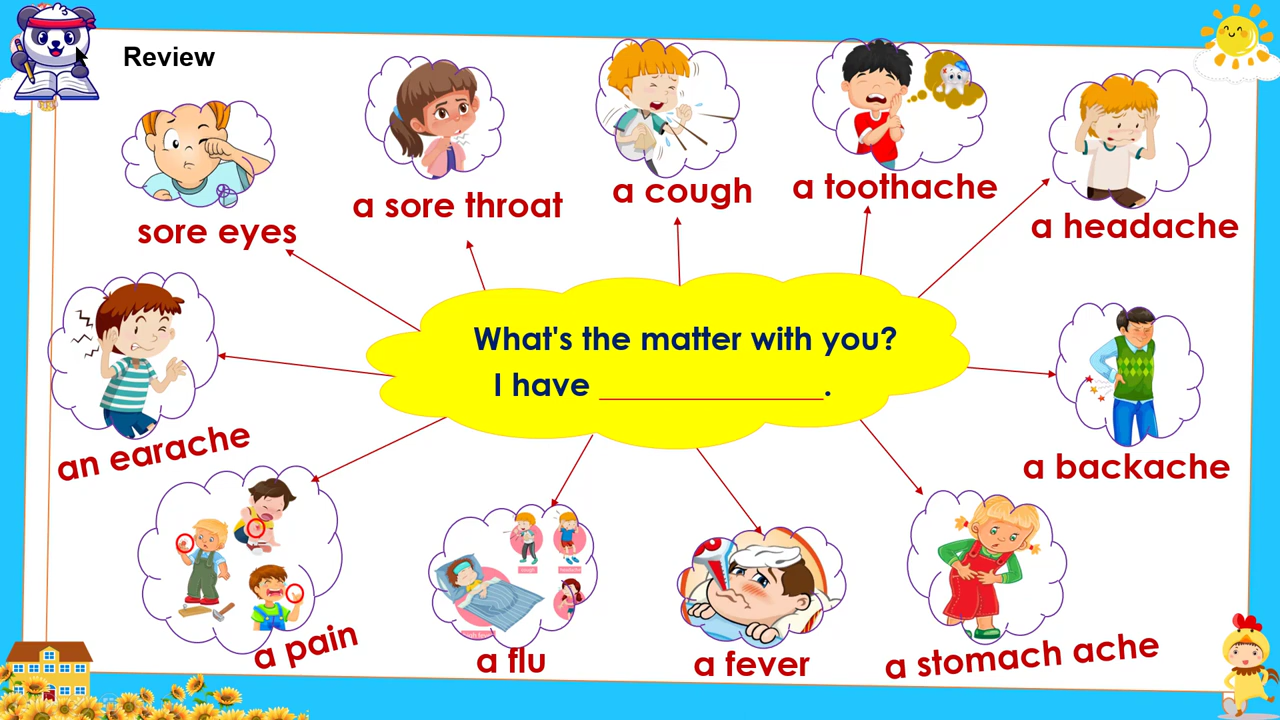 Review
sore eyes
a sore throat
a cough
a toothache
a headache
What's the matter with you?
I have ______________.
an earache
a backache
a pain
a flu
a fever
a stomach ache